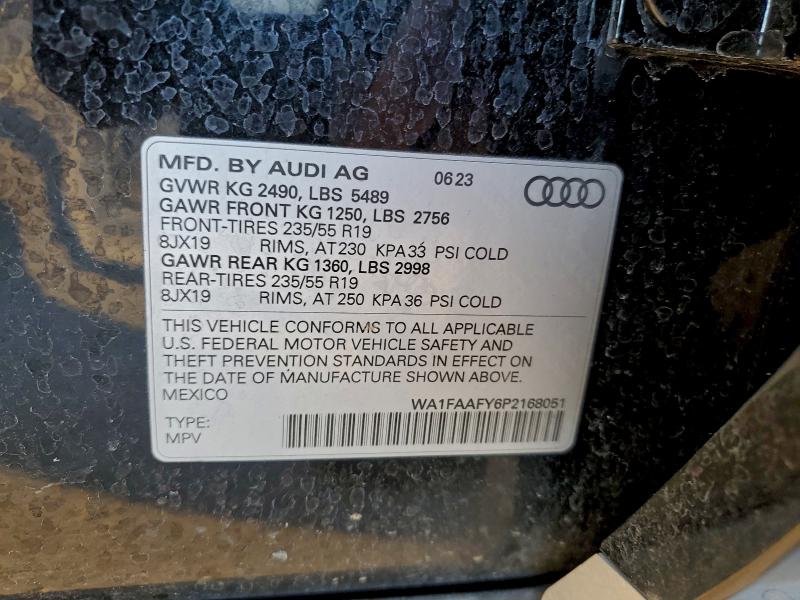 MFD. BY AUDI AG 06 23
GVWR KG 2490, LBS 5489
GAWR FRONT KG 1250, LBS 2756
FRONT-TIRES 235/55 R19
8JX19 RIMS, AT 230 KPA 33 PSI COLD
GAWR REAR KG 1360, LBS 2998
REAR-TIRES 235/55 R19
8JX19 RIMS, AT 250 KPA 36 PSI COLD
THIS VEHICLE CONFORMS TO ALL APPLICABLE
U.S. FEDERAL MOTOR VEHICLE SAFETY AND
THEFT PREVENTION STANDARDS IN EFFECT ON
THE DATE OF MANUFACTURE SHOWN ABOVE.
MEXICO
WA1FAAFY6P2168051
TYPE:
MPV